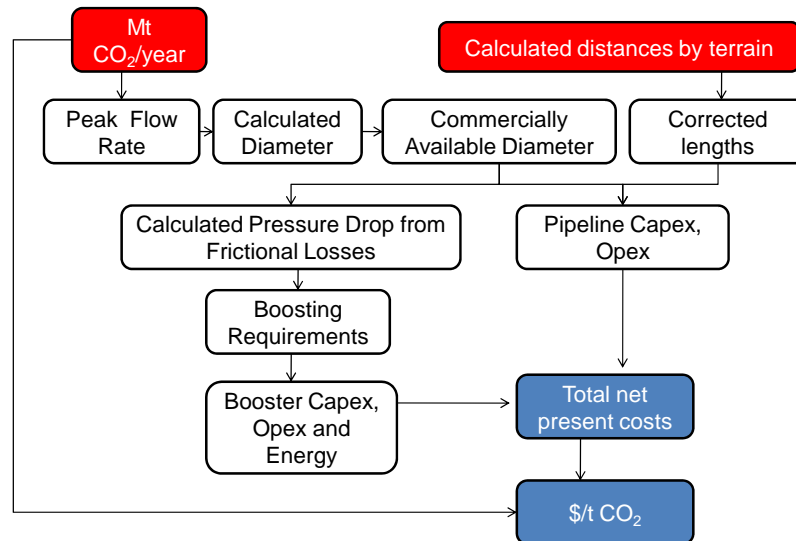 Mt
CO₂/year
Calculated distances by terrain
Peak Flow
Rate
Calculated
Diameter
Commercially
Available Diameter
Corrected
lengths
Calculated Pressure Drop from
Frictional Losses
Pipeline Capex,
Opex
Boosting
Requirements
Booster Capex,
Opex and
Energy
Total net
present costs
$/t CO₂